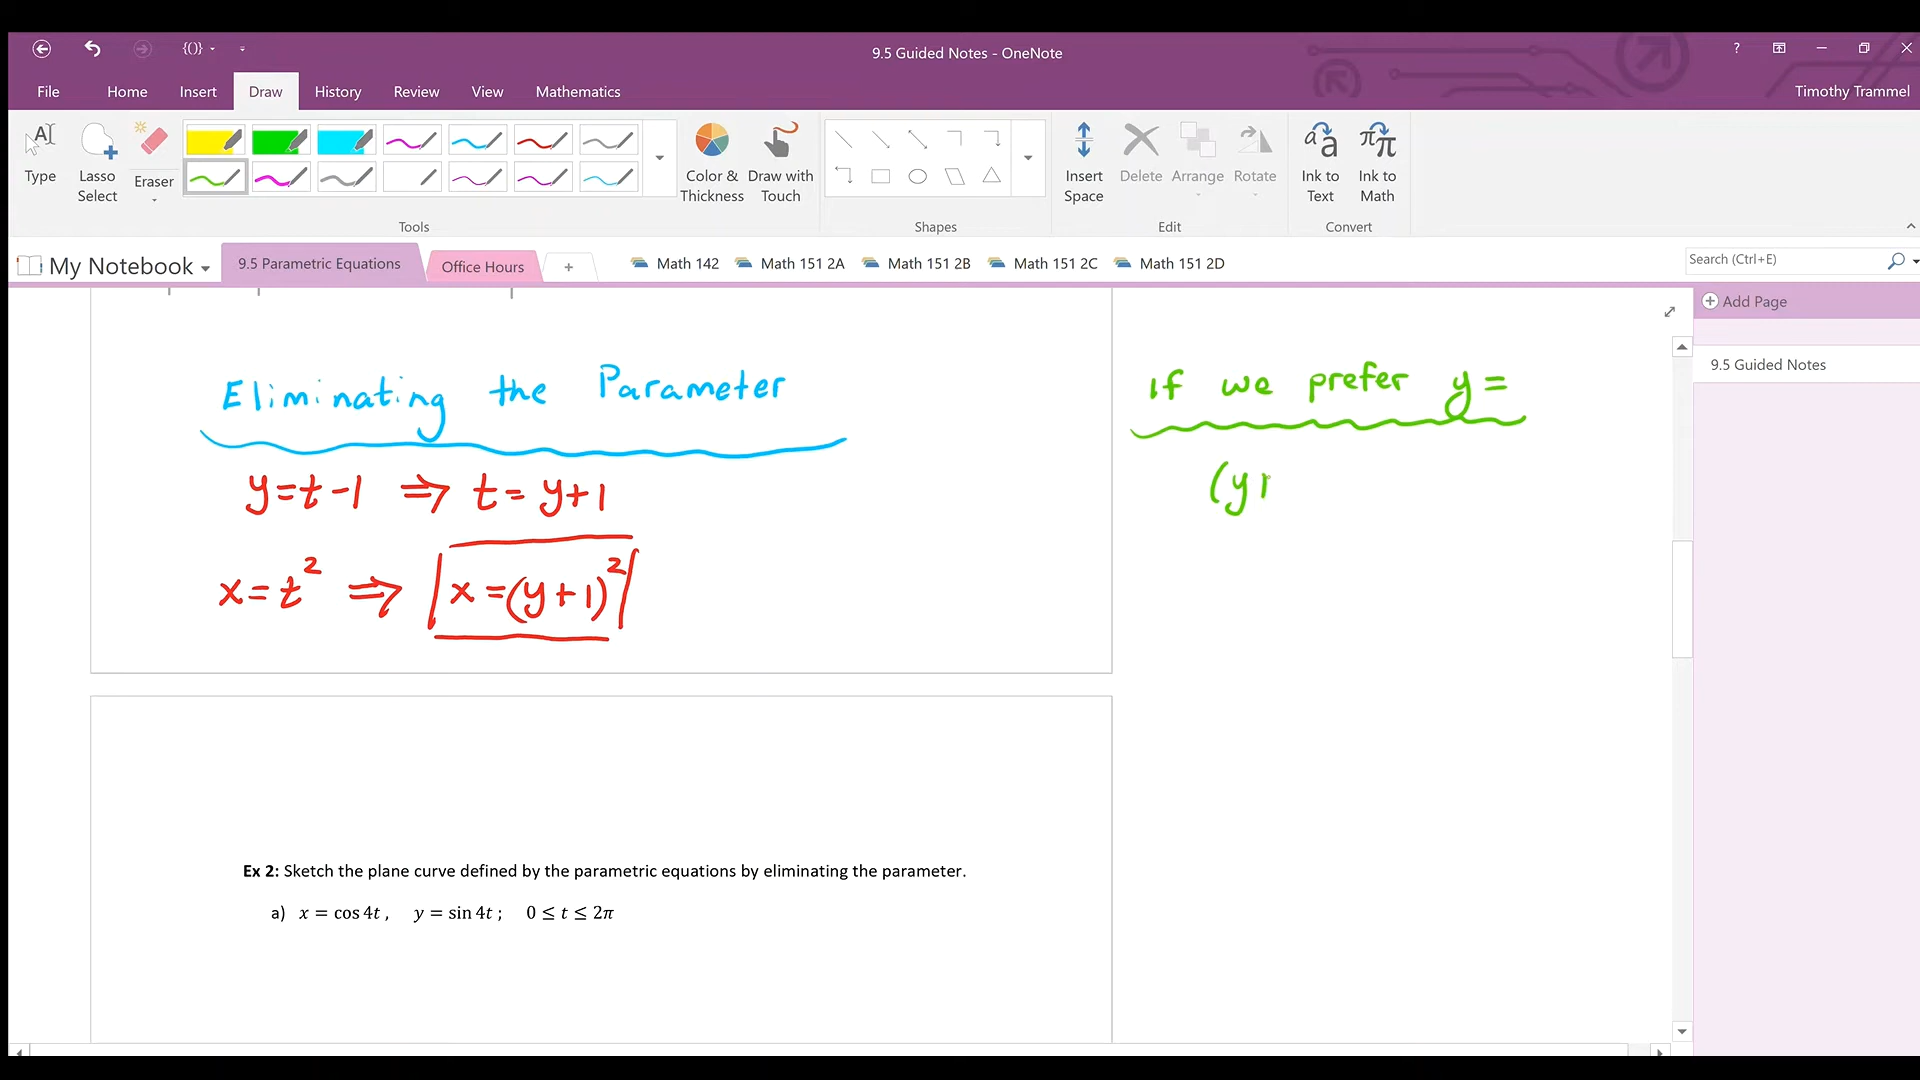 9.5 Guided Notes - OneNote
?
File Home Insert Draw History Review View Mathematics
Timothy Trammel
Type
Lasso Select
Eraser
Color & Thickness
Draw with Touch
Insert Space
Delete
Arrange
Rotate
Ink to Text
Ink to Math
Tools
Shapes
Edit
Convert
My Notebook
9.5 Parametric Equations
Office Hours
+
Math 142
Math 151 2A
Math 151 2B
Math 151 2C
Math 151 2D
Search (Ctrl+E)
Add Page
9.5 Guided Notes
Eliminating the Parameter
y=t-1 ⇒ t=y+1
x=t² ⇒ x=(y+1)²
If we prefer y=
(y
Ex 2: Sketch the plane curve defined by the parametric equations by eliminating the parameter.
a) x = cos 4t , y = sin 4t ; 0 ≤ t ≤ 2π